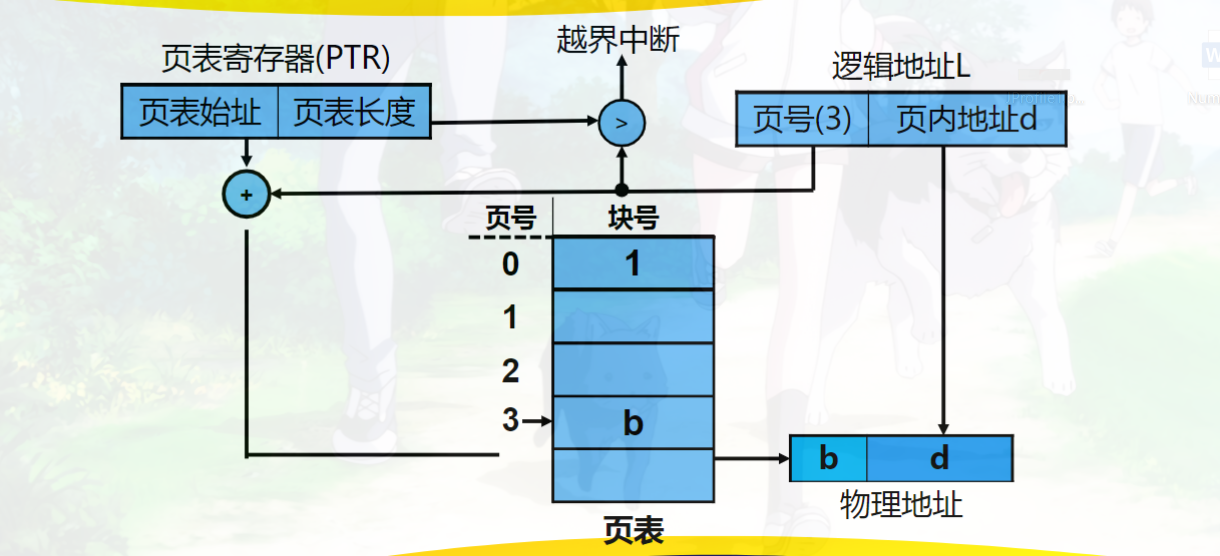 越界中断
页表寄存器(PTR)
逻辑地址L
页表始址 页表长度
>
页号(3) 页内地址d
+
页号 块号
0 1
1
2
3 b
b d
物理地址
页表